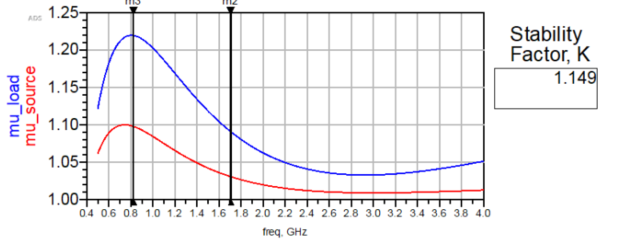 m3 m2
ADS
1.25
1.20
1.15
1.10
1.05
1.00
mu_load
mu_source
0.4 0.6 0.8 1.0 1.2 1.4 1.6 1.8 2.0 2.2 2.4 2.6 2.8 3.0 3.2 3.4 3.6 3.8 4.0
freq, GHz
Stability
Factor, K
1.149